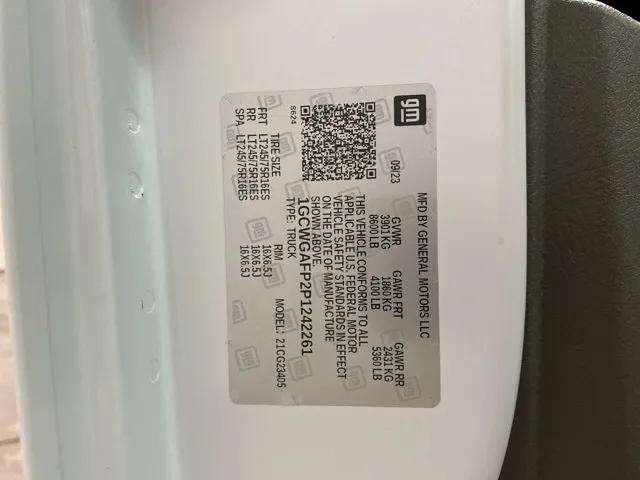 gm
MFD BY GENERAL MOTORS LLC
09/23 GVWR GAWR FRT GAWR RR
3901 KG 1860 KG 2431 KG
8600 LB 4100 LB 5360 LB
THIS VEHICLE CONFORMS TO ALL
APPLICABLE U.S. FEDERAL MOTOR
VEHICLE SAFETY STANDARDS IN EFFECT
ON THE DATE OF MANUFACTURE
SHOWN ABOVE.
1GCWGAFP2P1242261
8624 TYPE: TRUCK MODEL: 21CG23405
TIRE SIZE RIM
FRT LT245/75R16ES 16X6.5J
RR LT245/75R16ES 16X6.5J
SPA LT245/75R16ES 16X6.5J